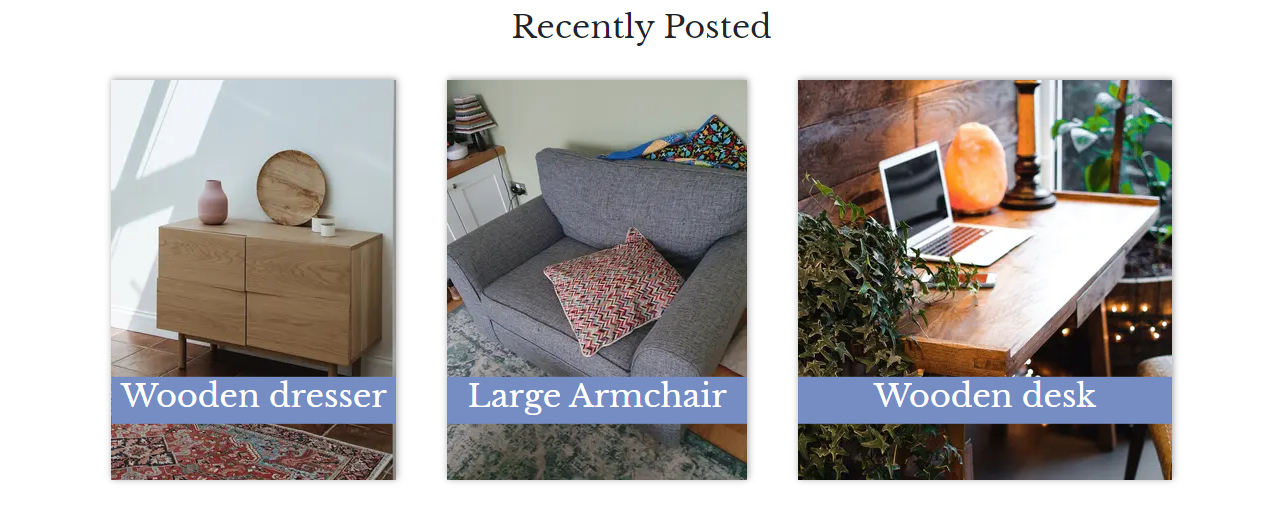 Recently Posted
Wooden dresser
Large Armchair
Wooden desk